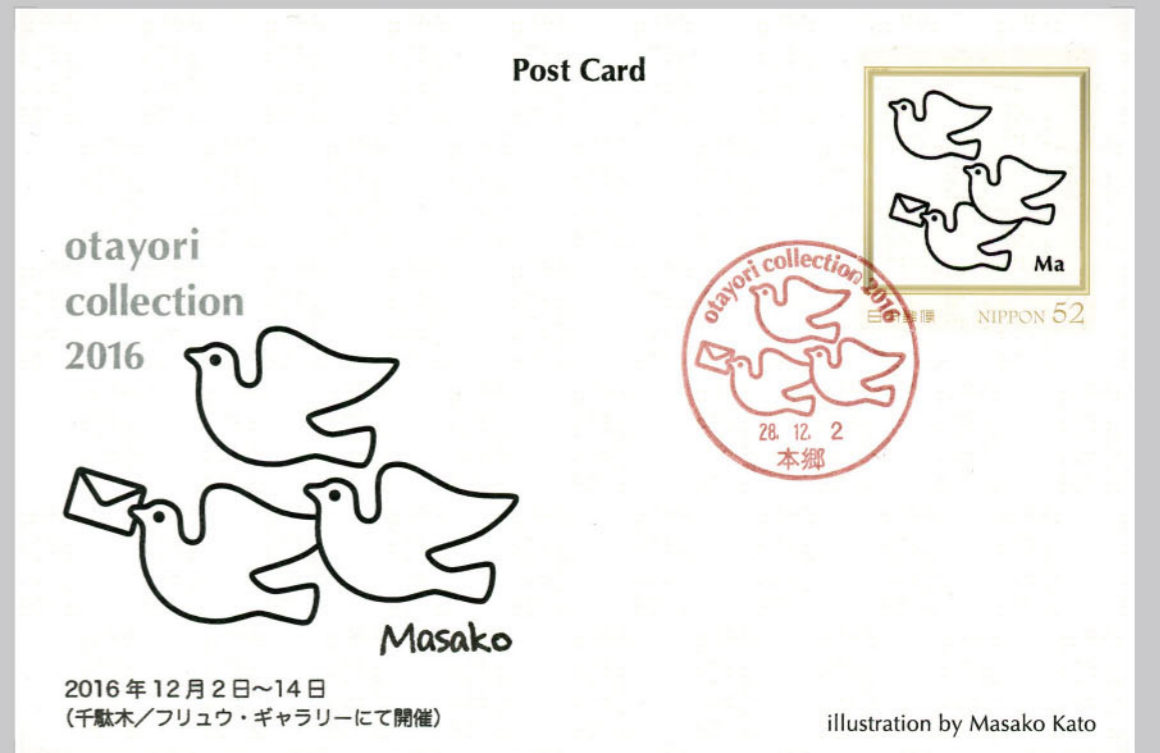 Post Card
otayori
collection
2016
Masako
2016年12月2日～14日
（千駄木／フリュウ・ギャラリーにて開催）
Ma
日本郵便 NIPPON 52
otayori collection 2016
28. 12. 2
本郷
illustration by Masako Kato